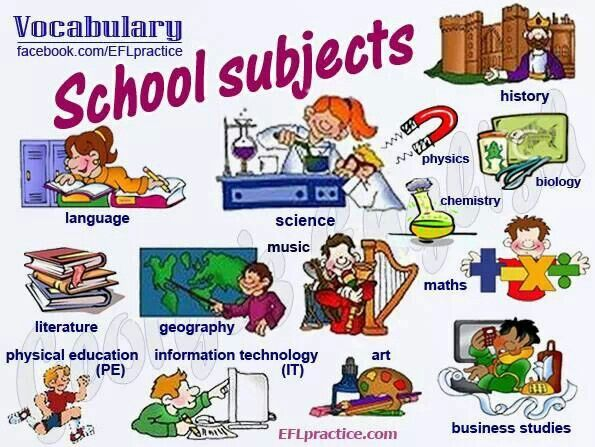 Vocabulary
facebook.com/EFLpractice
School subjects
history
physics
biology
chemistry
language
science
music
maths
literature
geography
physical education
(PE)
information technology
(IT)
art
business studies
EFLpractice.com